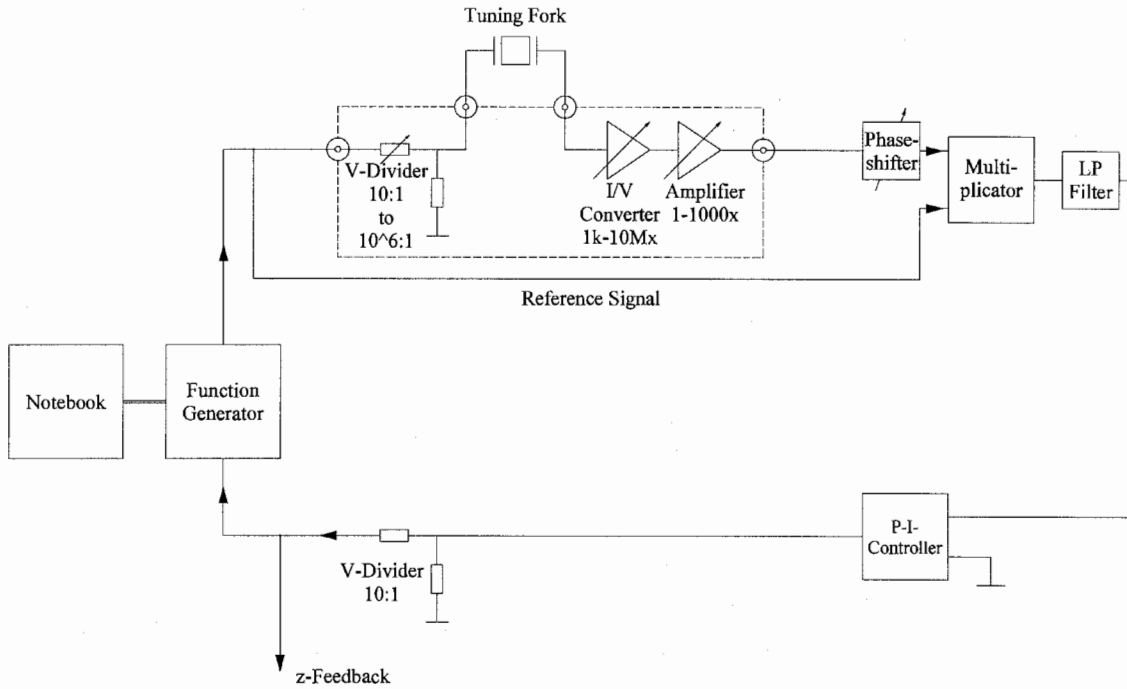 Tuning Fork
V-Divider
10:1
to
10^6:1
I/V
Converter
1k-10Mx
Amplifier
1-1000x
Phase-
shifter
Multi-
plicator
LP
Filter
Reference Signal
Notebook
Function
Generator
P-I-
Controller
V-Divider
10:1
z-Feedback